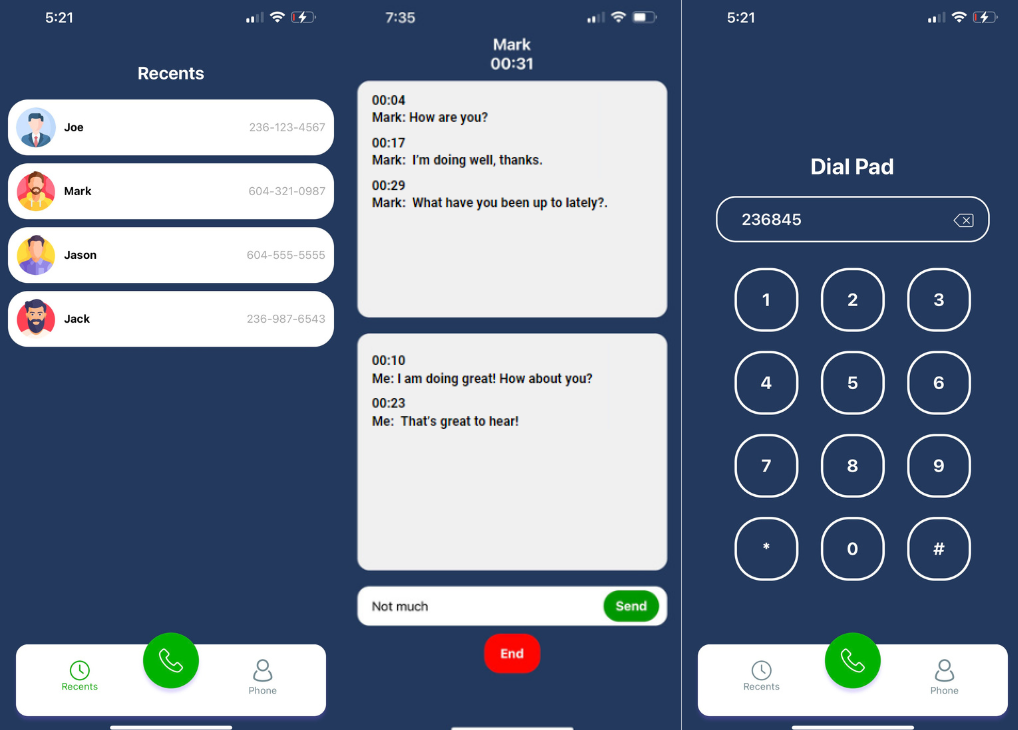 5:21
Recents
Joe
236-123-4567
Mark
604-321-0987
Jason
604-555-5555
Jack
236-987-6543
Recents
Phone
7:35
Mark
00:31
00:04
Mark: How are you?
00:17
Mark:  I'm doing well, thanks.
00:29
Mark:  What have you been up to lately?.
00:10
Me: I am doing great! How about you?
00:23
Me:  That's great to hear!
Not much
Send
End
5:21
Dial Pad
236845
1 2 3
4 5 6
7 8 9
* 0 #
Recents
Phone